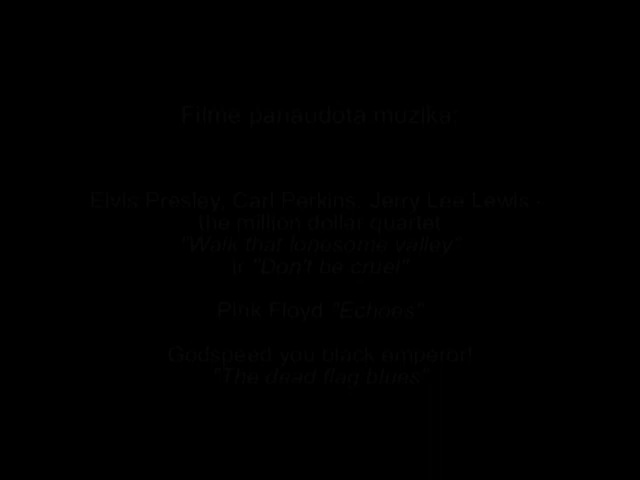 Filme panaudota muzika
Elvis Presley, Carl Perkins, Jerry Lee Lewis -
the million dollar quartet
"Walk that lonesome valley"
ir "Don't be cruel"
Pink Floyd "Echoes"
Godspeed you black emperor!
"The dead flag blues"